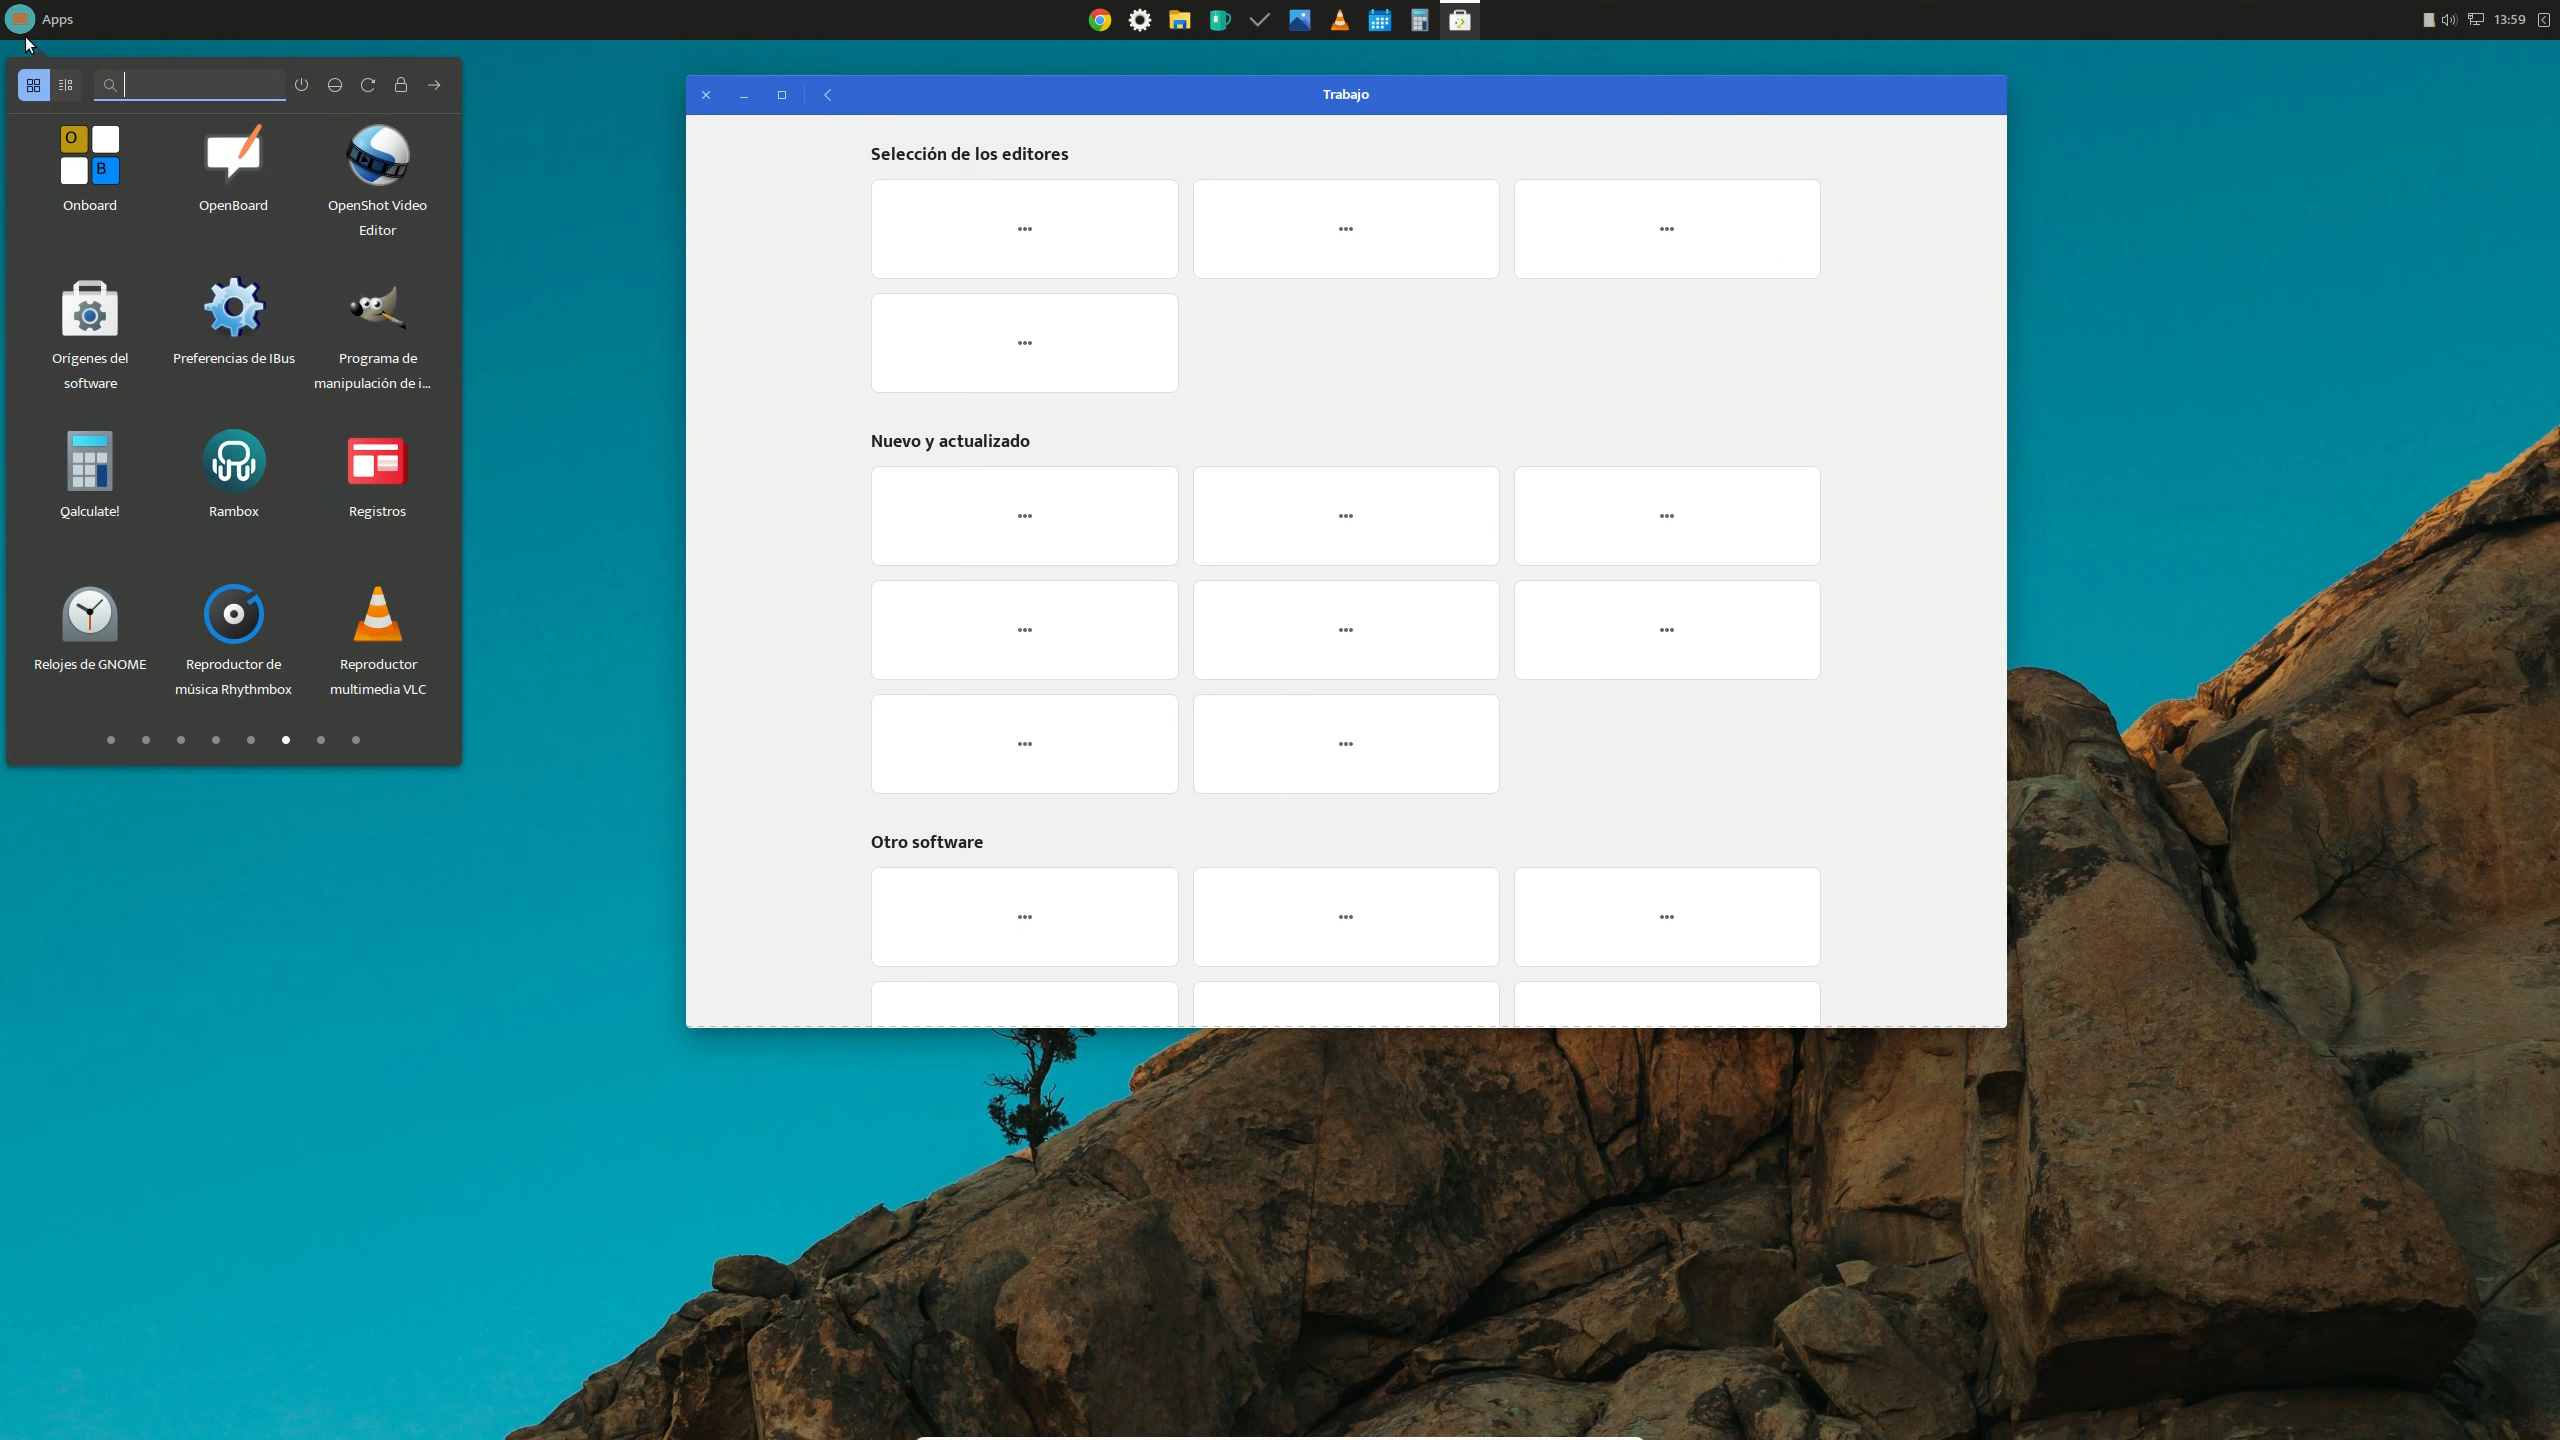 Apps
13:59
O
B
Onboard
OpenBoard
OpenShot Video
Editor
Orígenes del
software
Preferencias de IBus
Programa de
manipulación de i...
Qalculate!
Rambox
Registros
Relojes de GNOME
Reproductor de
música Rhythmbox
Reproductor
multimedia VLC
Trabajo
Selección de los editores
Nuevo y actualizado
Otro software